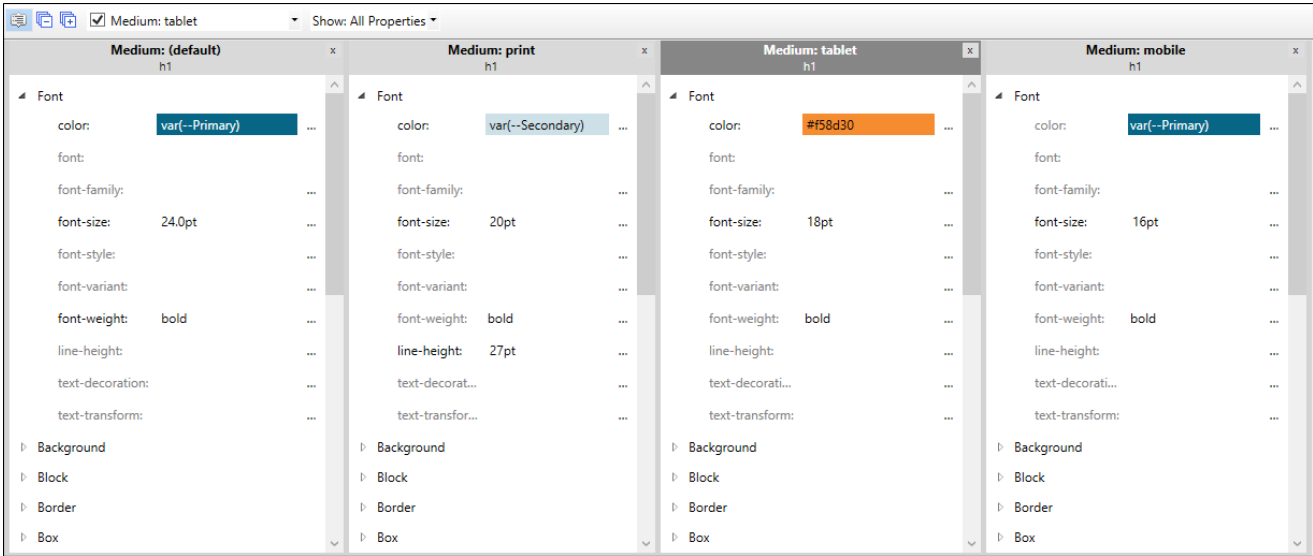 Medium: tablet Show: All Properties
Medium: (default) x Medium: print x Medium: tablet x Medium: mobile x
h1 h1 h1 h1
Font Font Font Font
color: var(--Primary) ... color: var(--Secondary) ... color: #f58d30 ... color: var(--Primary) ...
font: font: font: font:
font-family: ... font-family: ... font-family: ... font-family: ...
font-size: 24.0pt ... font-size: 20pt ... font-size: 18pt ... font-size: 16pt ...
font-style: ... font-style: ... font-style: ... font-style: ...
font-variant: ... font-variant: ... font-variant: ... font-variant: ...
font-weight: bold ... font-weight: bold ... font-weight: bold ... font-weight: bold ...
line-height: ... line-height: 27pt ... line-height: ... line-height: ...
text-decoration: ... text-decorat... ... text-decorati... ... text-decorati... ...
text-transform: ... text-transfor... ... text-transform: ... text-transform: ...
Background Background Background Background
Block Block Block Block
Border Border Border Border
Box Box Box Box